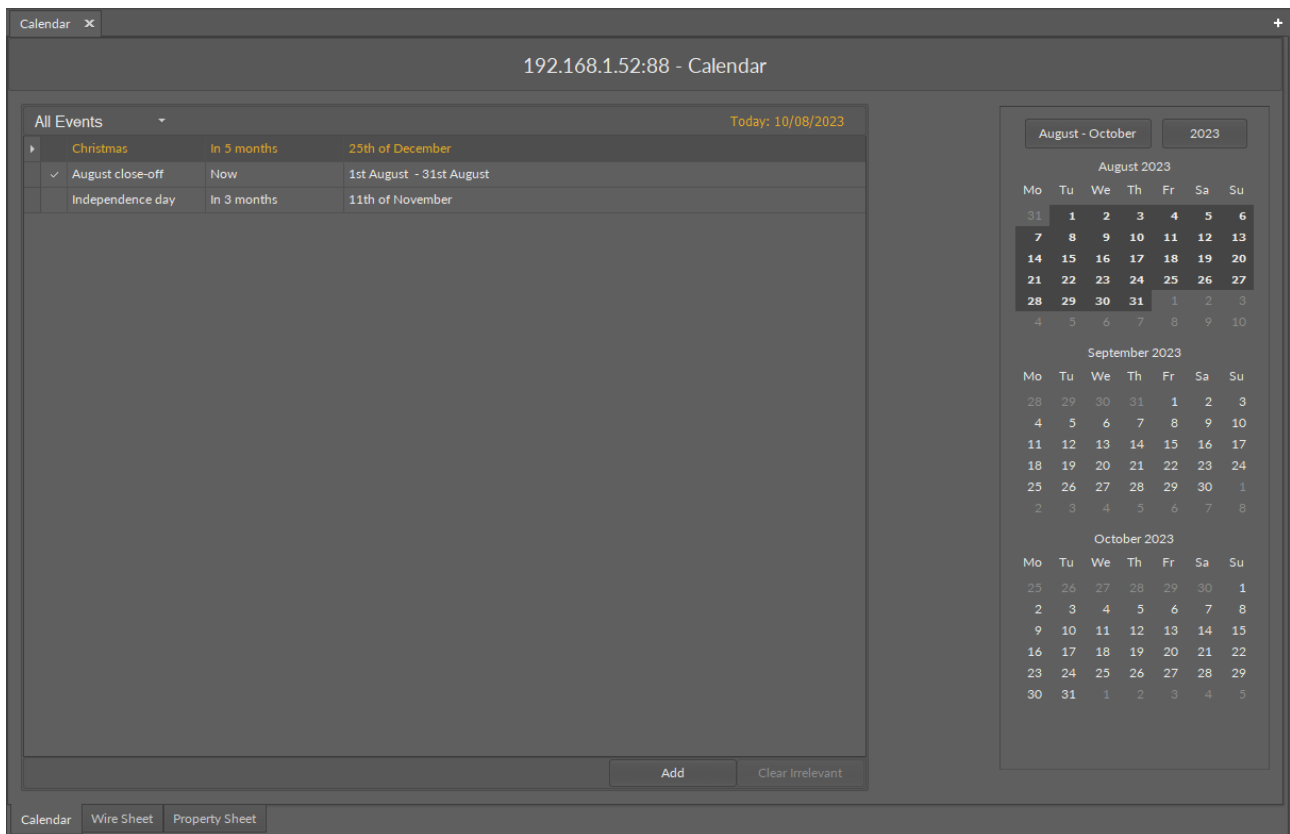 Calendar
192.168.1.52:88 - Calendar
All Events
Today: 10/08/2023
Christmas In 5 months 25th of December
August close-off Now 1st August - 31st August
Independence day In 3 months 11th of November
Add Clear Irrelevant
August - October 2023
August 2023
Mo Tu We Th Fr Sa Su
31 1 2 3 4 5 6
7 8 9 10 11 12 13
14 15 16 17 18 19 20
21 22 23 24 25 26 27
28 29 30 31 1 2 3
4 5 6 7 8 9 10
September 2023
Mo Tu We Th Fr Sa Su
28 29 30 31 1 2 3
4 5 6 7 8 9 10
11 12 13 14 15 16 17
18 19 20 21 22 23 24
25 26 27 28 29 30 1
2 3 4 5 6 7 8
October 2023
Mo Tu We Th Fr Sa Su
25 26 27 28 29 30 1
2 3 4 5 6 7 8
9 10 11 12 13 14 15
16 17 18 19 20 21 22
23 24 25 26 27 28 29
30 31 1 2 3 4 5
Calendar Wire Sheet Property Sheet